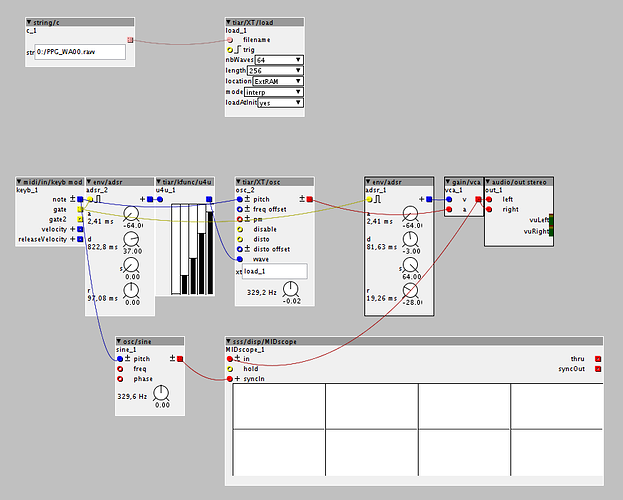 string/c
c_1
str 0:/PPG_WA00.raw
tiar/XT/load
load_1
filename
trig
nbWaves 64
length 256
location ExtRAM
mode interp
loadAtInit yes
midi/in/keyb mod
keyb_1
note
gate
gate2
velocity
releaseVelocity
env/adsr
adsr_2
a
2,41 ms
-64.00
d
822,8 ms
37.00
s
0.00
r
97,08 ms
0.00
tiar/kfunc/u4u
u4u_1
tiar/XT/osc
osc_2
pitch
freq offset
pm
disable
disto
disto offset
wave
xt load_1
329,2 Hz
-0.02
env/adsr
adsr_1
a
2,41 ms
-64.00
d
81,63 ms
-3.00
s
64.00
r
19,26 ms
-28.00
gain/vca
vca_1
v
a
audio/out stereo
out_1
left
right
vuLeft
vuRight
osc/sine
sine_1
pitch
freq
phase
329,6 Hz
0.00
sss/disp/MIDscope
MIDscope_1
in
hold
syncIn
thru
syncOut